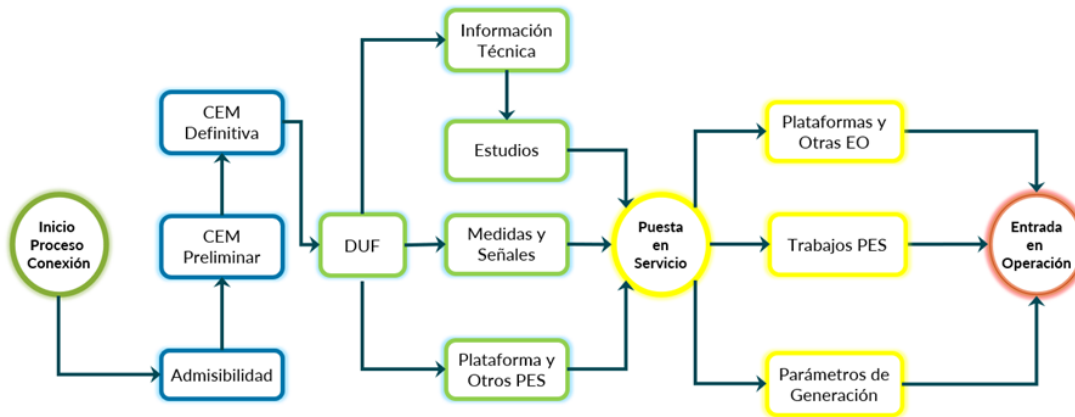 Inicio
Proceso
Conexión
Admisibilidad
CEM
Preliminar
CEM
Definitiva
DUF
Información
Técnica
Estudios
Medidas y
Señales
Plataforma y
Otros PES
Puesta
en
Servicio
Plataformas y
Otras EO
Trabajos PES
Parámetros de
Generación
Entrada
en
Operación